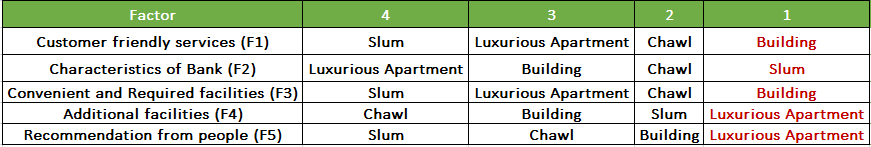 Factor 4 3 2 1
Customer friendly services (F1) Slum Luxurious Apartment Chawl Building
Characteristics of Bank (F2) Luxurious Apartment Building Chawl Slum
Convenient and Required facilities (F3) Slum Luxurious Apartment Chawl Building
Additional facilities (F4) Chawl Building Slum Luxurious Apartment
Recommendation from people (F5) Slum Chawl Building Luxurious Apartment